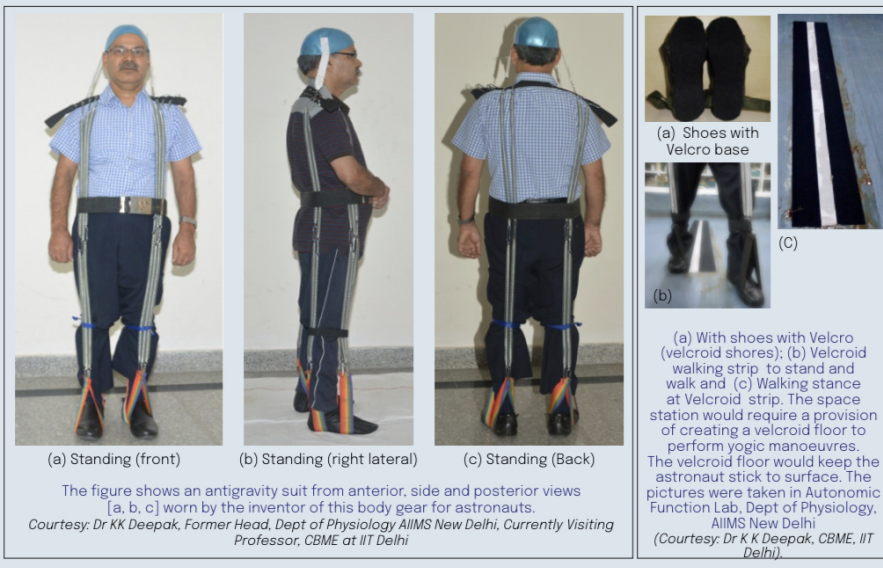 (a) Standing (front)
(b) Standing (right lateral)
(c) Standing (Back)
The figure shows an antigravity suit from anterior, side and posterior views
[a, b, c] worn by the inventor of this body gear for astronauts.
Courtesy: Dr KK Deepak, Former Head, Dept of Physiology AIIMS New Delhi, Currently Visiting
Professor, CBME at IIT Delhi
(a) Shoes with
Velcro base
(b)
(C)
(a) With shoes with Velcro
(velcroid shores); (b) Velcroid
walking strip to stand and
walk and (c) Walking stance
at Velcroid strip. The space
station would require a provision
of creating a velcroid floor to
perform yogic manoeuvres.
The velcroid floor would keep the
astronaut stick to surface. The
pictures were taken in Autonomic
Function Lab, Dept of Physiology,
AIIMS New Delhi
(Courtesy: Dr K K Deepak, CBME, IIT
Delhi).